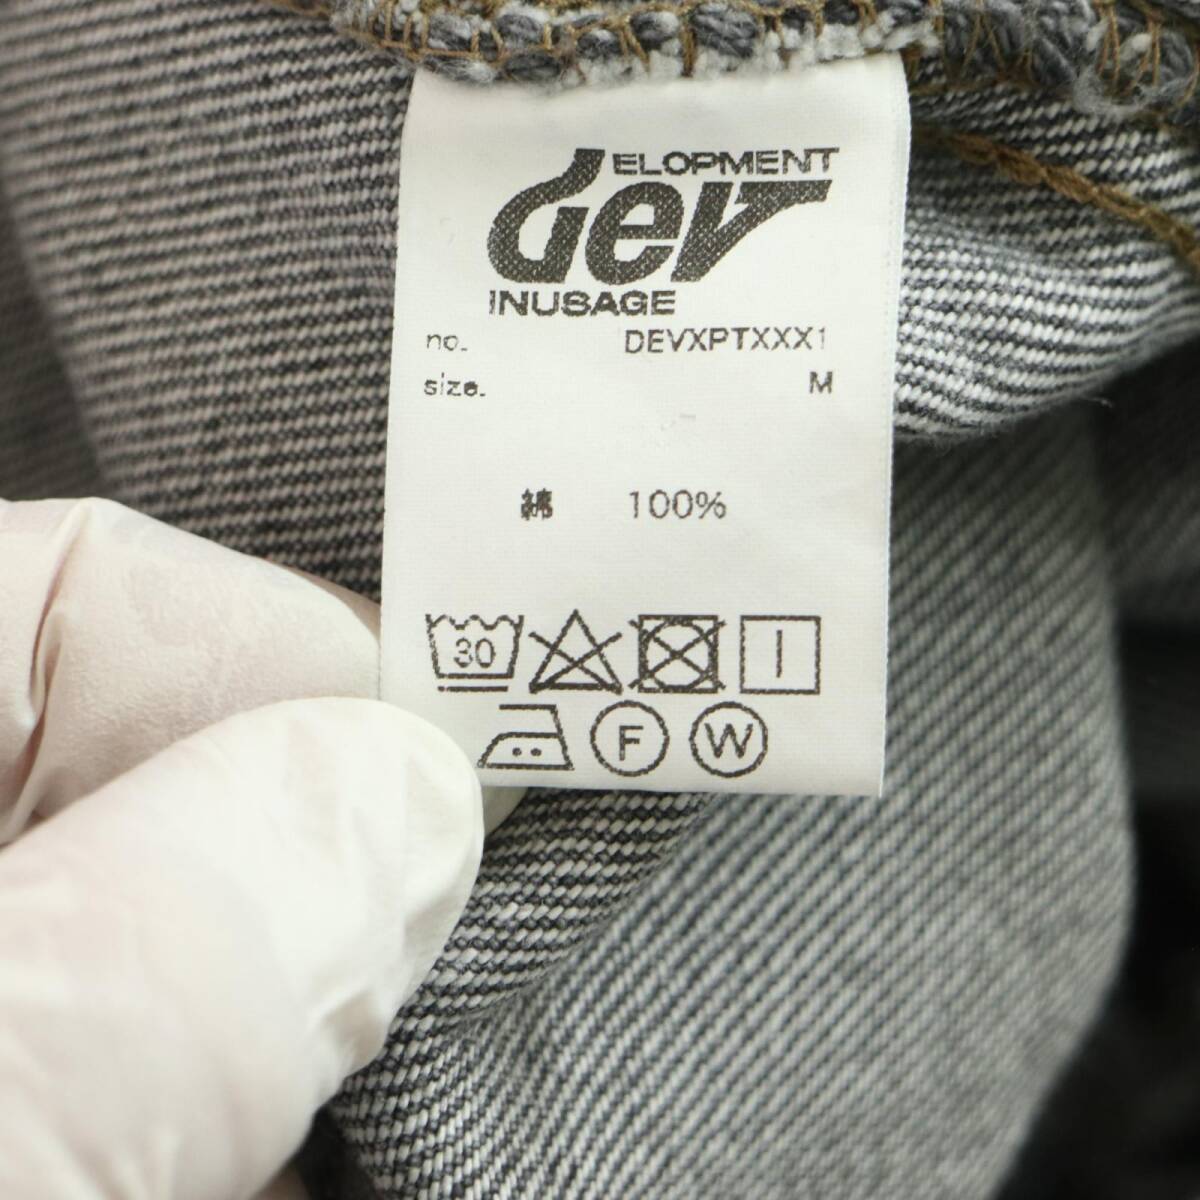 ELOPMENT
dev
INUSAGE
no. DEVXPTXXX1
size. M
綿 100%
30
F W